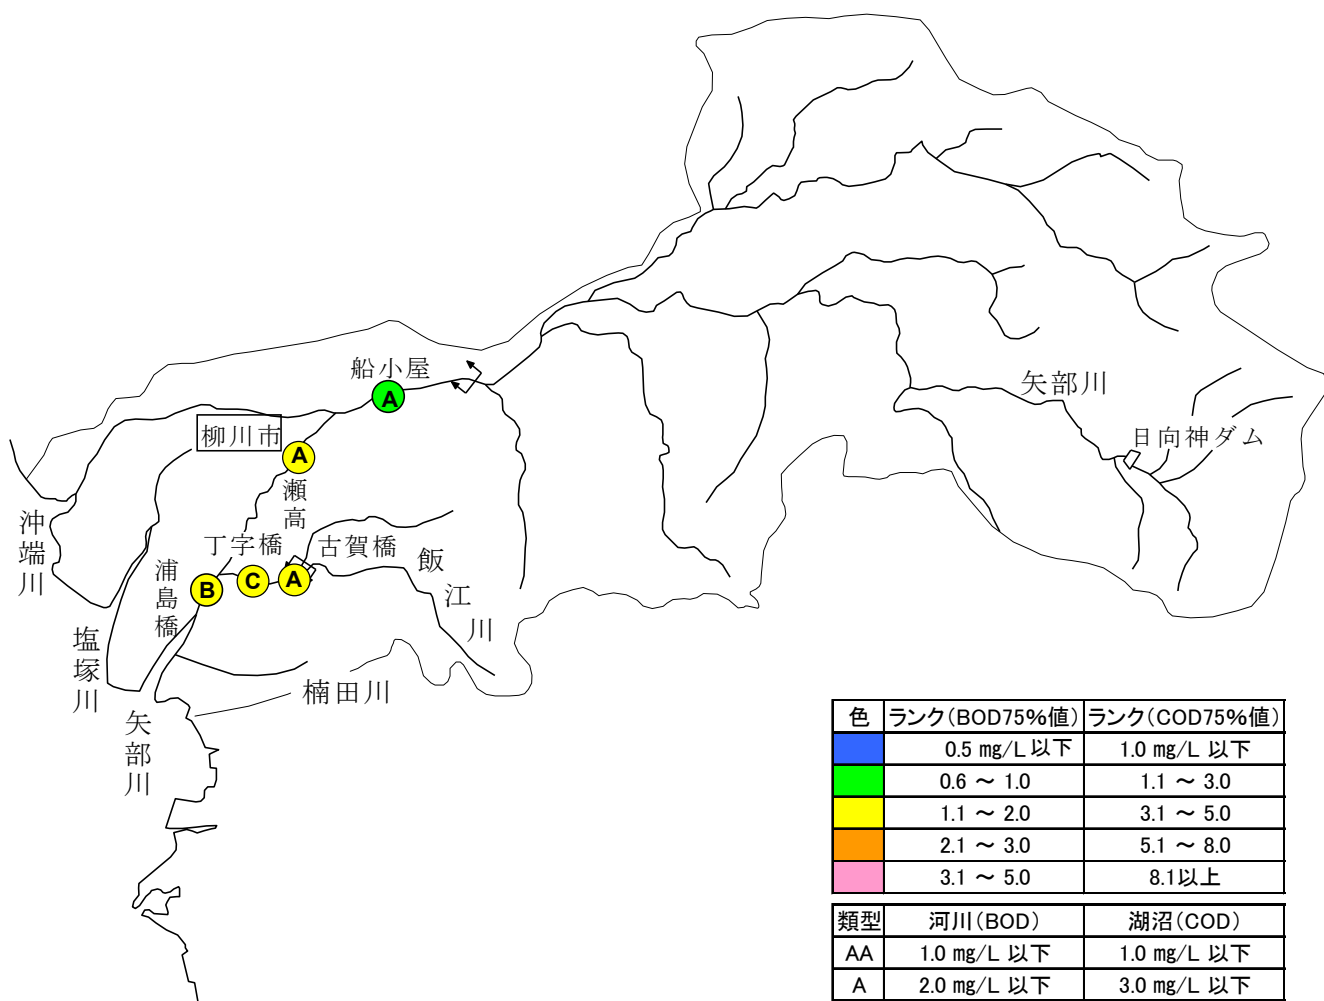 船小屋
A
柳川市
A
瀬高
矢部川
日向神ダム
沖端川
丁字橋
古賀橋
飯江川
浦島橋
B
C
A
塩塚川
楠田川
矢部川
色 ランク(BOD75%値) ランク(COD75%値)
0.5 mg/L 以下 1.0 mg/L 以下
0.6 ～ 1.0 1.1 ～ 3.0
1.1 ～ 2.0 3.1 ～ 5.0
2.1 ～ 3.0 5.1 ～ 8.0
3.1 ～ 5.0 8.1以上
類型 河川(BOD) 湖沼(COD)
AA 1.0 mg/L 以下 1.0 mg/L 以下
A 2.0 mg/L 以下 3.0 mg/L 以下